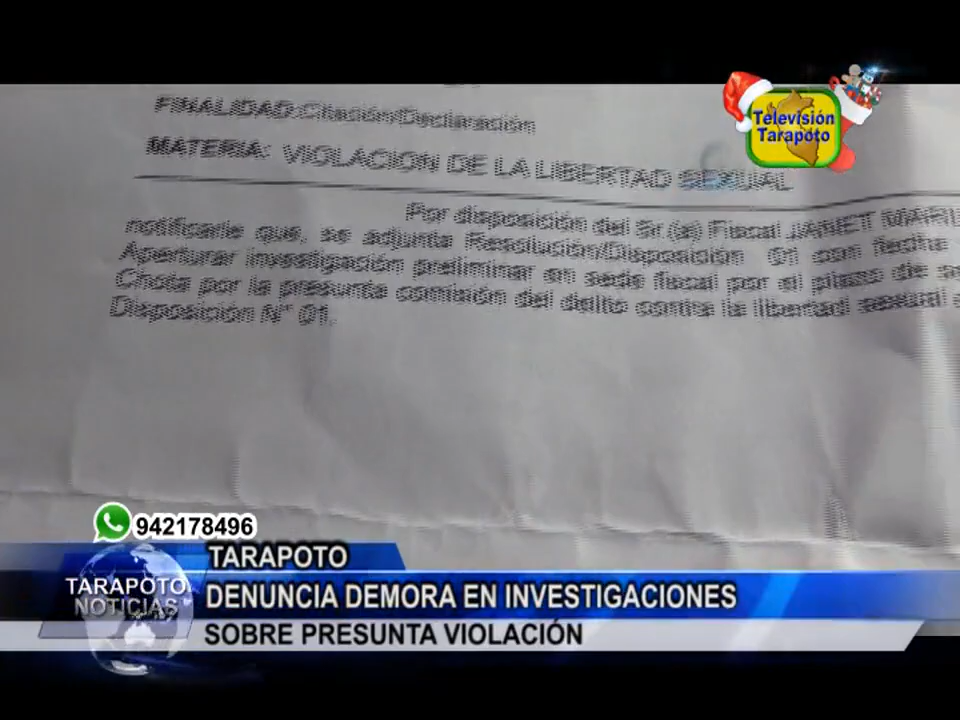 FINALIDAD:Citación/Declaración
MATERIA: VIOLACION DE LA LIBERTAD SEXUAL
Por disposición del Sr.(a) Fiscal JANET
notificarle que, se adjunta Resolución/Disposición 01 con fecha
Aperturar investigación preliminar en sede fiscal por el plazo de
Chota por la presunta comisión del delito contra la libertad sexual
Disposición N° 01.
Televisión
Tarapoto
942178496
TARAPOTO
TARAPOTO
NOTICIAS
DENUNCIA DEMORA EN INVESTIGACIONES
SOBRE PRESUNTA VIOLACIÓN